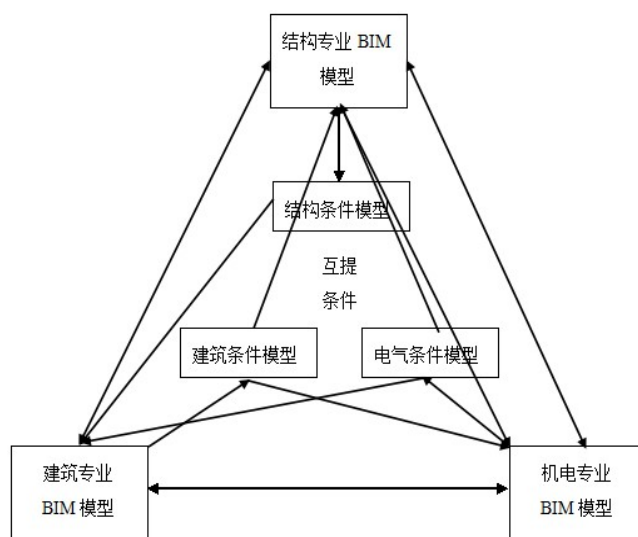 结构专业 BIM
模型
结构条件模型
互提
条件
建筑条件模型
电气条件模型
建筑专业
BIM 模型
机电专业
BIM 模型